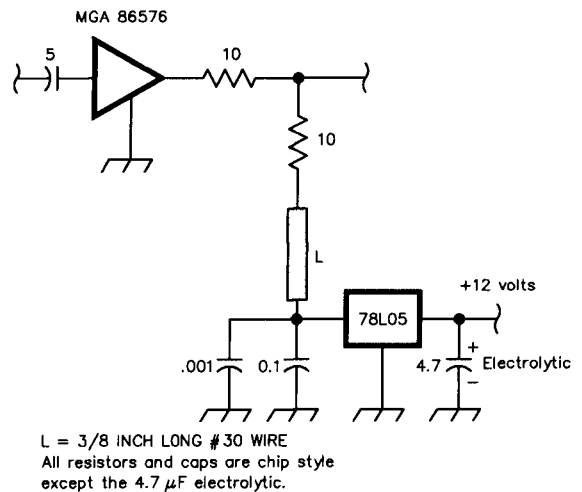 MGA 86576
5
10
10
L
+12 volts
78L05
.001
0.1
4.7
+
Electrolytic
−
L = 3/8 INCH LONG #30 WIRE
All resistors and caps are chip style
except the 4.7 μF electrolytic.